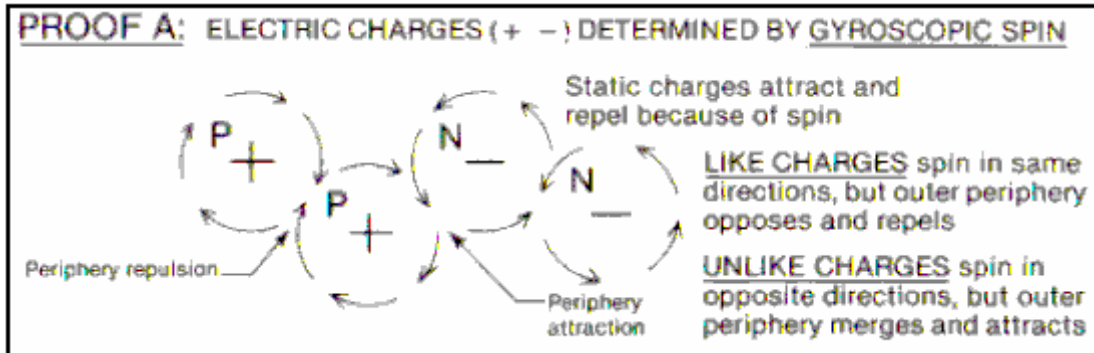 PROOF A: ELECTRIC CHARGES (+ -) DETERMINED BY GYROSCOPIC SPIN
Static charges attract and
repel because of spin
P
+
N
-
P
+
N
-
LIKE CHARGES spin in same
directions, but outer periphery
opposes and repels
Periphery repulsion
Periphery
attraction
UNLIKE CHARGES spin in
opposite directions, but outer
periphery merges and attracts